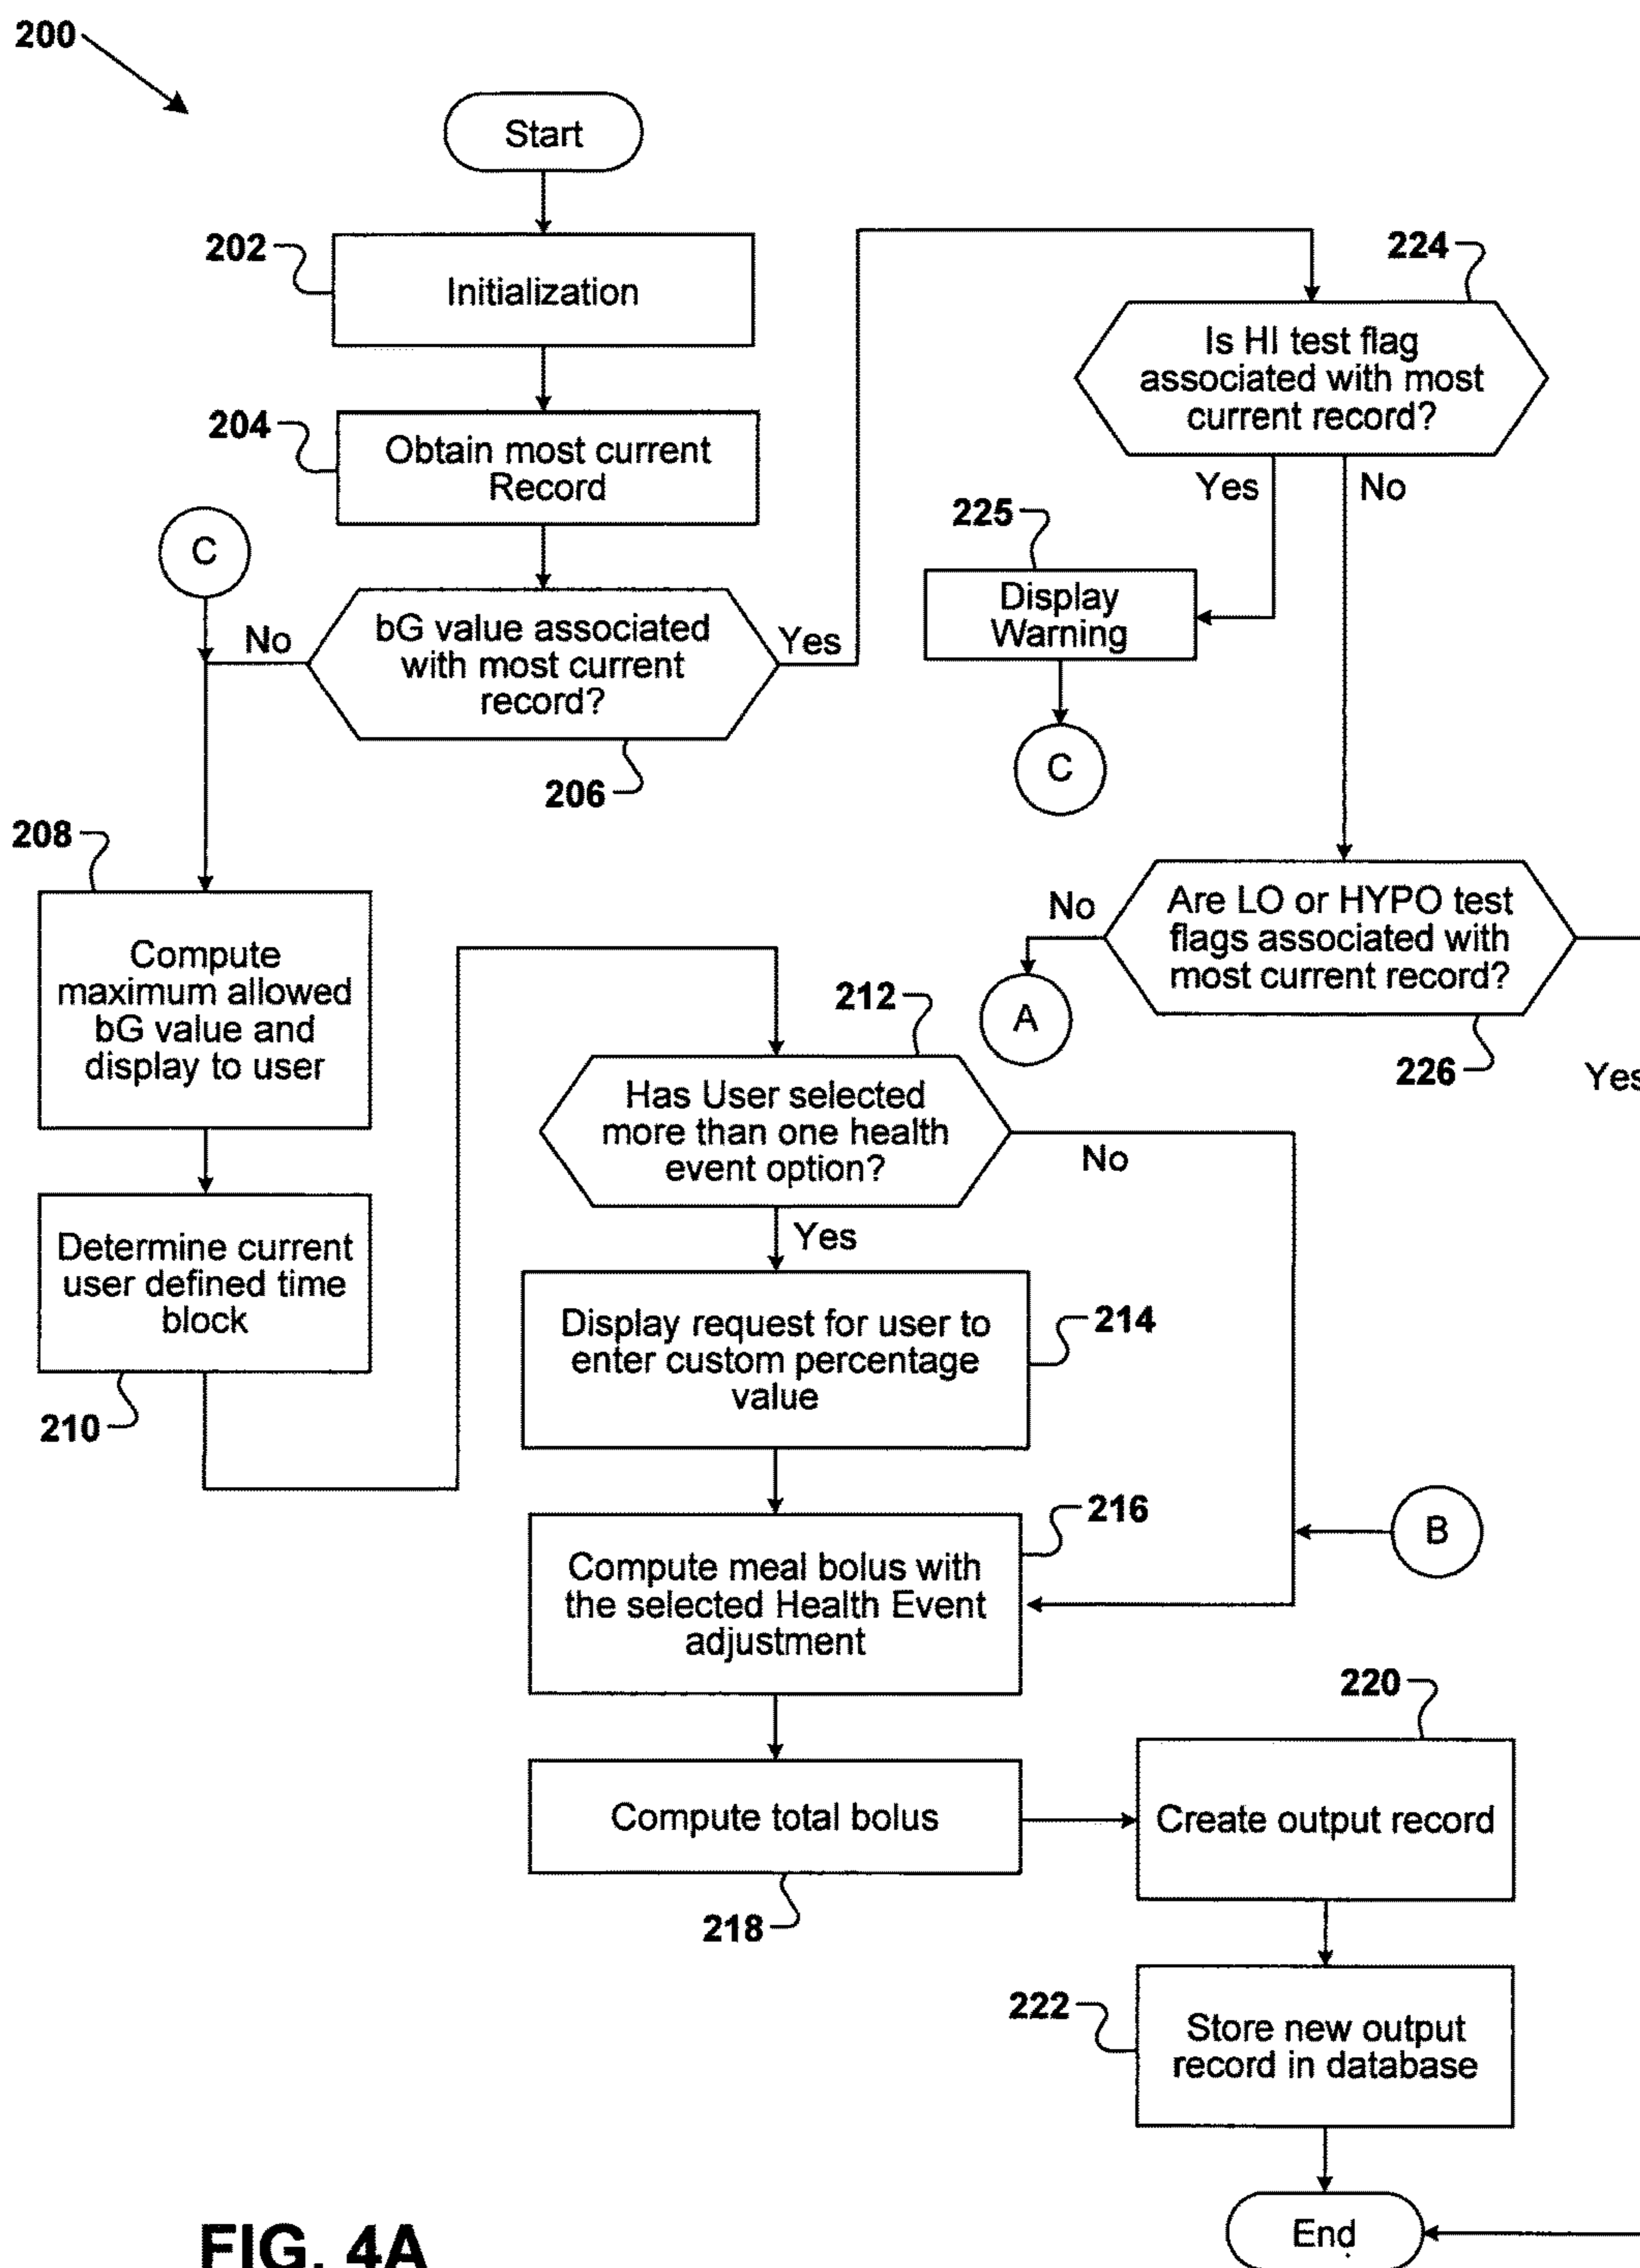 200
Start
202
Initialization
204
Obtain most current
Record
C
No
bG value associated
with most current
record?
Yes
206
224
Is HI test flag
associated with most
current record?
Yes
No
225
Display
Warning
C
208
Compute
maximum allowed
bG value and
display to user
No
Are LO or HYPO test
flags associated with
most current record?
A
226
Yes
212
Has User selected
more than one health
event option?
No
Yes
Determine current
user defined time
block
210
Display request for user to
enter custom percentage
value
214
216
Compute meal bolus with
the selected Health Event
adjustment
B
220
Compute total bolus
218
Create output record
222
Store new output
record in database
End
FIG. 4A